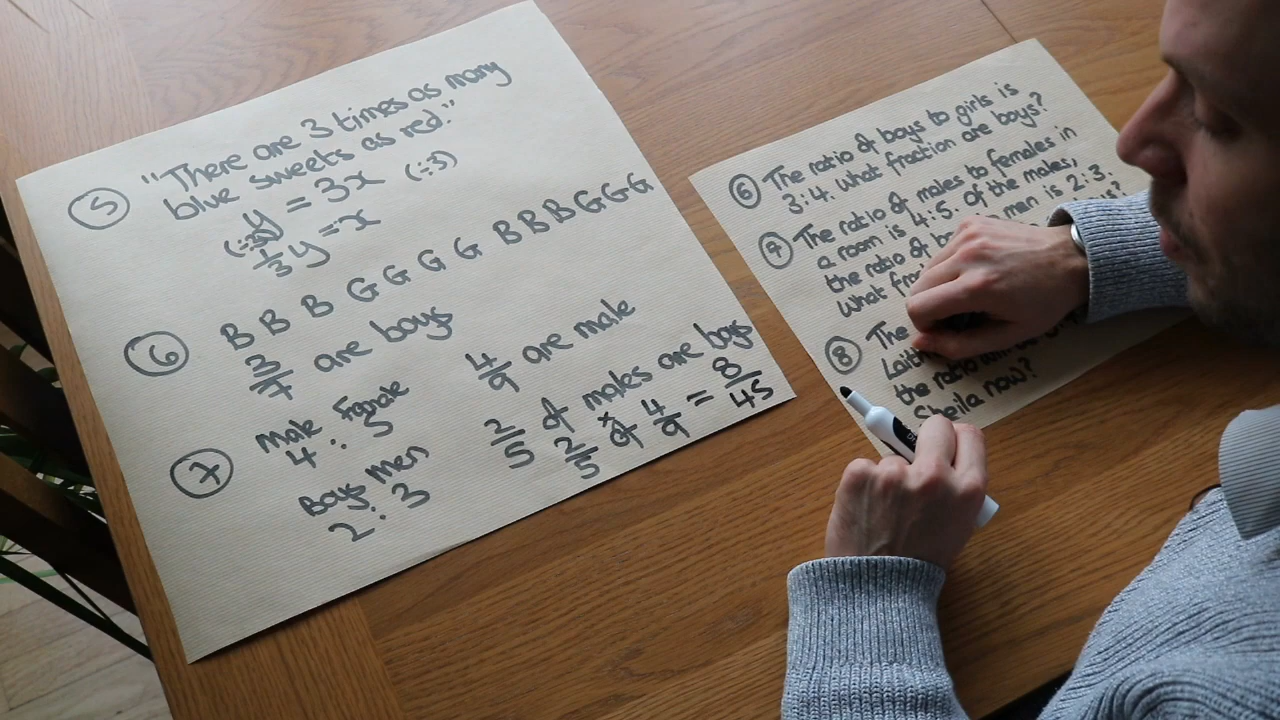 5
"There are 3 times as many
blue sweets as red."
(÷3) y = 3x (÷3)
1/3 y = x
6
B B B G G G G B B B G G G
3/7 are boys
7
Male : Female
4 : 5
Boys Men
2 : 3
4/9 are male
2/5 of males are boys
2/5 of 4/9 = 8/45
6 The ratio of boys to girls is
3:4. What fraction are boys?
7 The ratio of males to females in
a room is 4:5. Of the males,
the ratio of men is 2:3.
What
8 The
the ratio
Sheila now?